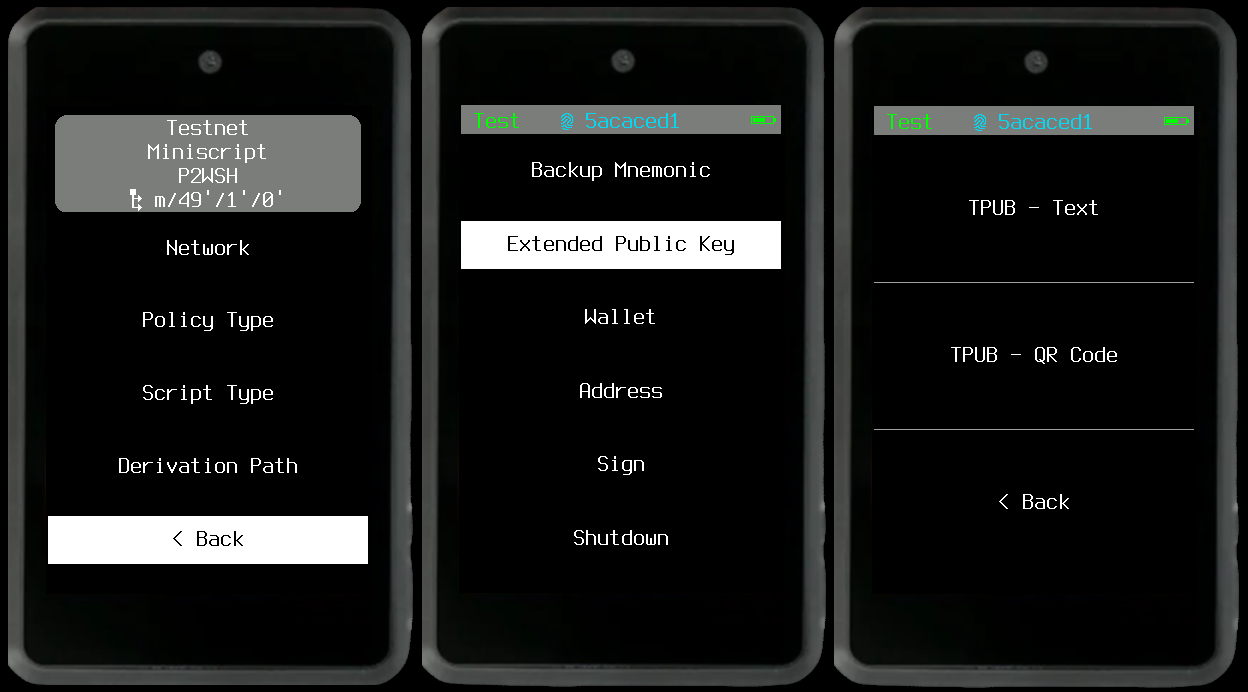 Testnet
Miniscript
P2WSH
m/49'/1'/0'
Network
Policy Type
Script Type
Derivation Path
< Back
Test 5acaced1
Backup Mnemonic
Extended Public Key
Wallet
Address
Sign
Shutdown
Test 5acaced1
TPUB - Text
TPUB - QR Code
< Back